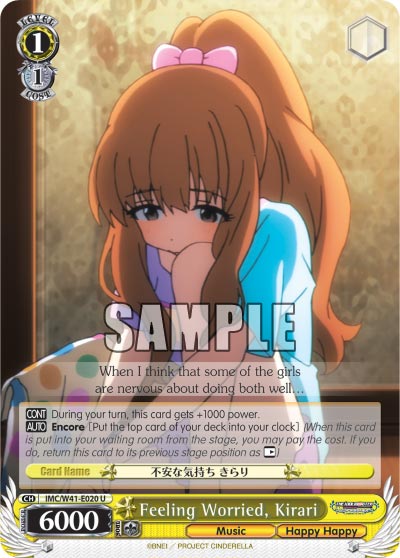 LEVEL
1
1
COST
SAMPLE
When I think that some of the girls
are nervous about doing both well...
CONT During your turn, this card gets +1000 power.
AUTO Encore [Put the top card of your deck into your clock] (When this card
is put into your waiting room from the stage, you may pay the cost. If you
do, return this card to its previous stage position as )
Card Name 不安な気持ち きらり
CH IMC/W41-E020 U
6000
Feeling Worried, Kirari
Music Happy Happy
©BNEI / PROJECT CINDERELLA